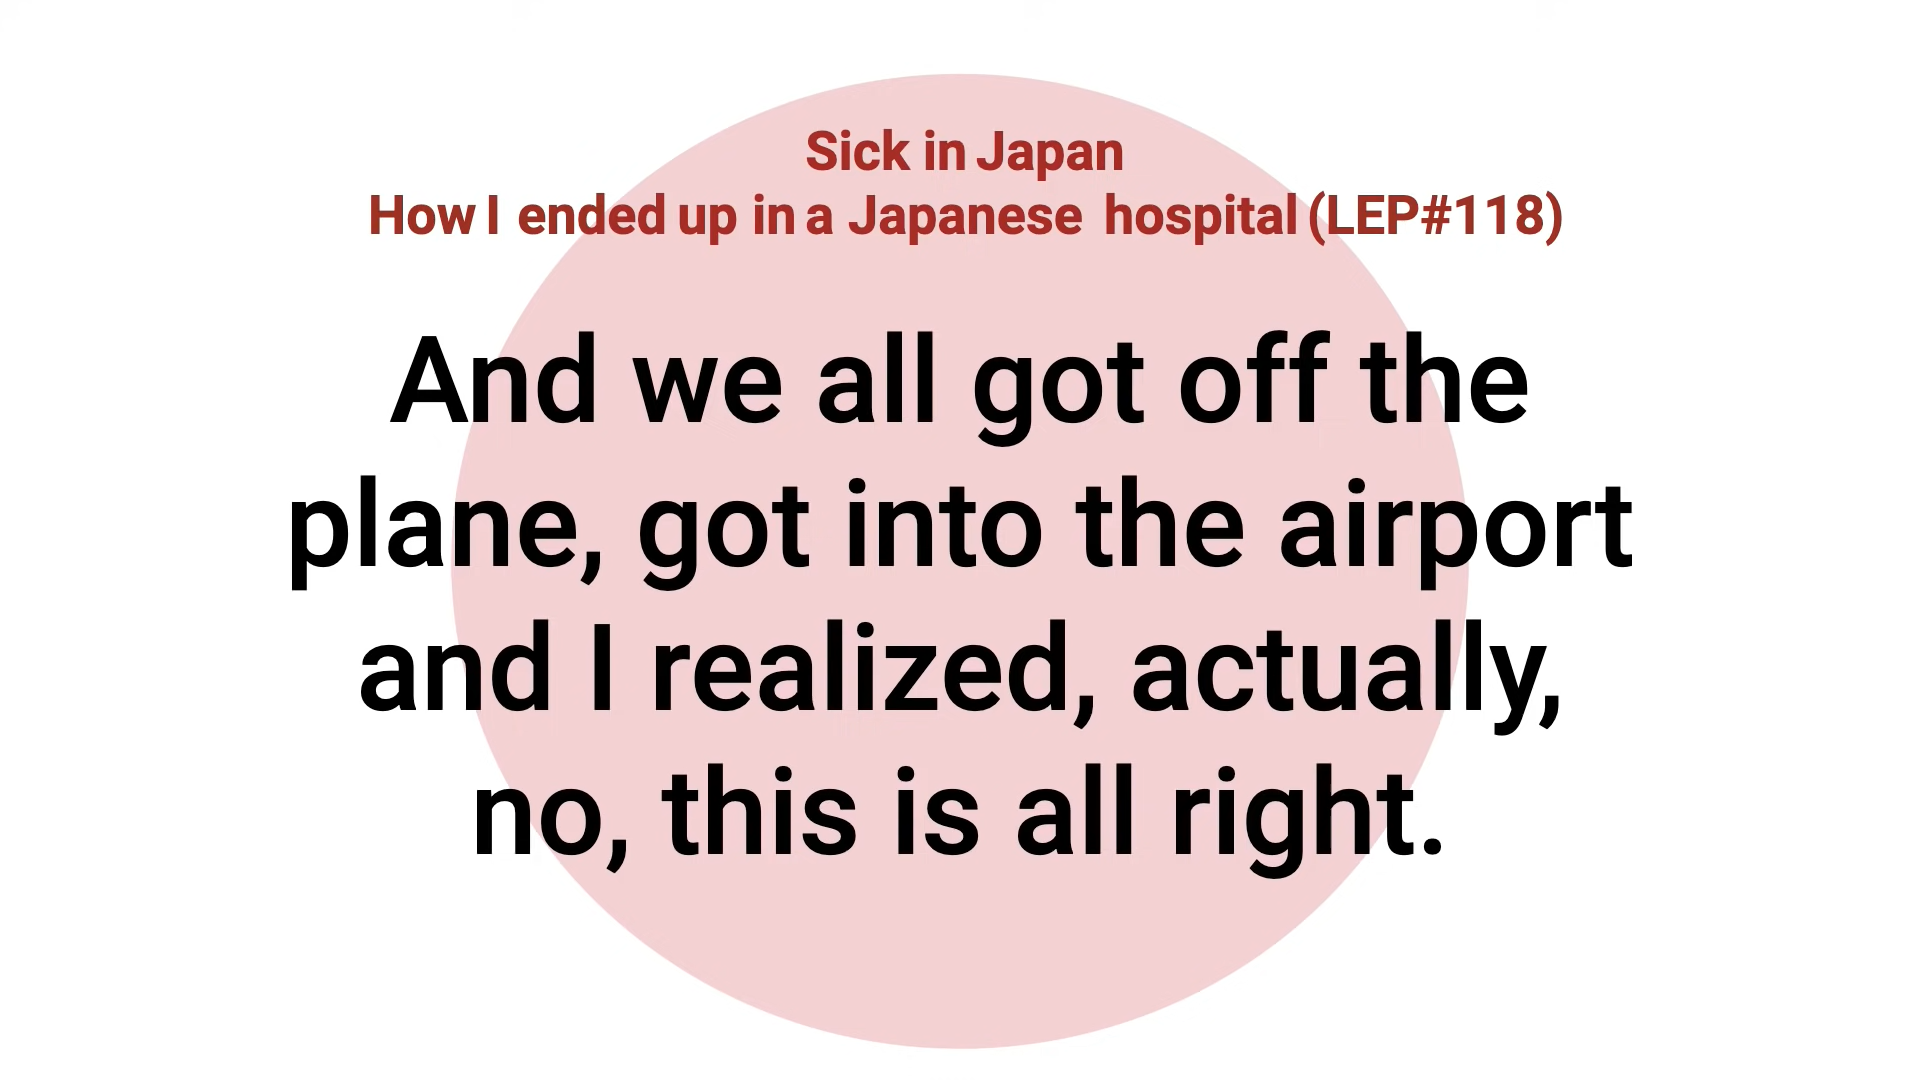 Sick in Japan
How I ended up in a Japanese hospital (LEP#118)
And we all got off the
plane, got into the airport
and I realized, actually,
no, this is all right.